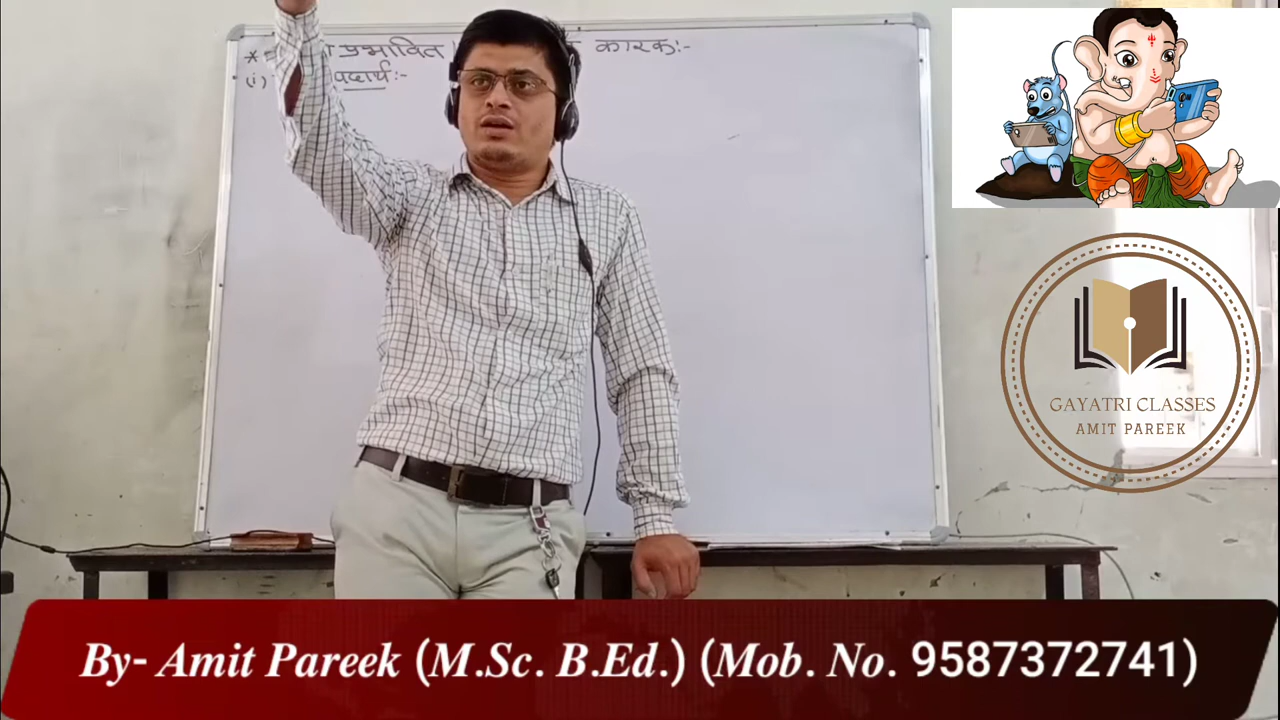 * प्रभावित कारक:-
(i) पदार्थ:-
GAYATRI CLASSES
AMIT PAREEK
By- Amit Pareek (M.Sc. B.Ed.) (Mob. No. 9587372741)